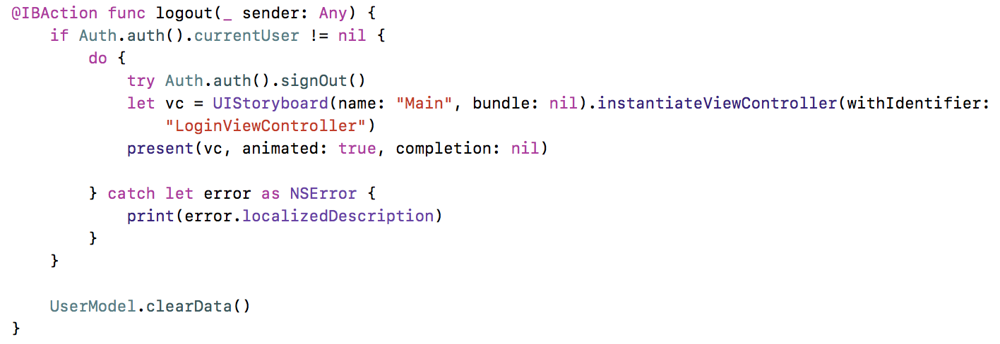 @IBAction func logout(_ sender: Any) {
    if Auth.auth().currentUser != nil {
        do {
            try Auth.auth().signOut()
            let vc = UIStoryboard(name: "Main", bundle: nil).instantiateViewController(withIdentifier:
                "LoginViewController")
            present(vc, animated: true, completion: nil)

        } catch let error as NSError {
            print(error.localizedDescription)
        }
    }

    UserModel.clearData()
}